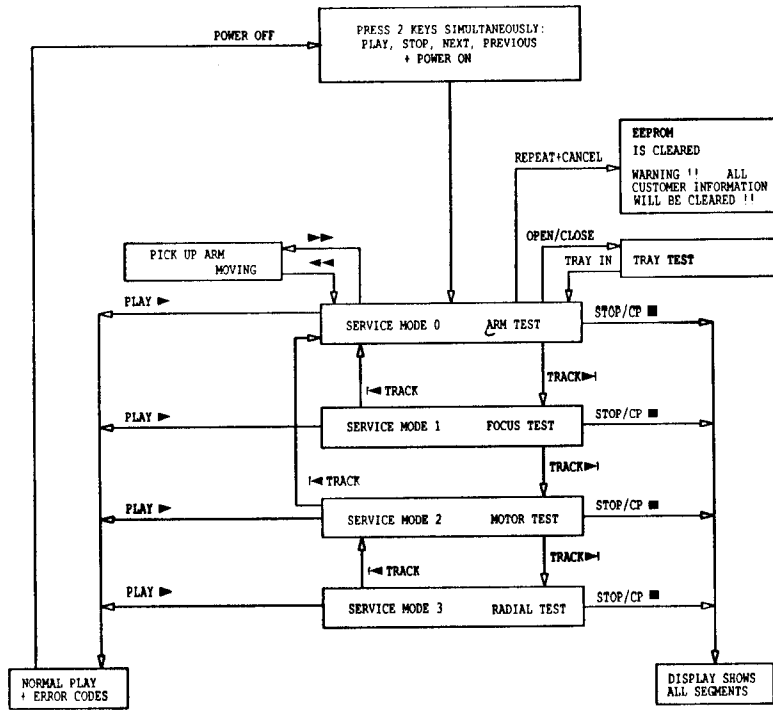 POWER OFF
PRESS 2 KEYS SIMULTANEOUSLY:
PLAY, STOP, NEXT, PREVIOUS
+ POWER ON
REPEAT+CANCEL
EEPROM
IS CLEARED
WARNING !! ALL
CUSTOMER INFORMATION
WILL BE CLEARED !!
PICK UP ARM
MOVING
►►
◄◄
OPEN/CLOSE
TRAY IN
TRAY TEST
PLAY ►
SERVICE MODE 0 ARM TEST
STOP/CP ■
|◄ TRACK
TRACK ►|
PLAY ►
SERVICE MODE 1 FOCUS TEST
STOP/CP ■
|◄ TRACK
TRACK ►|
PLAY ►
SERVICE MODE 2 MOTOR TEST
STOP/CP ■
|◄ TRACK
TRACK ►|
PLAY ►
SERVICE MODE 3 RADIAL TEST
STOP/CP ■
NORMAL PLAY
+ ERROR CODES
DISPLAY SHOWS
ALL SEGMENTS